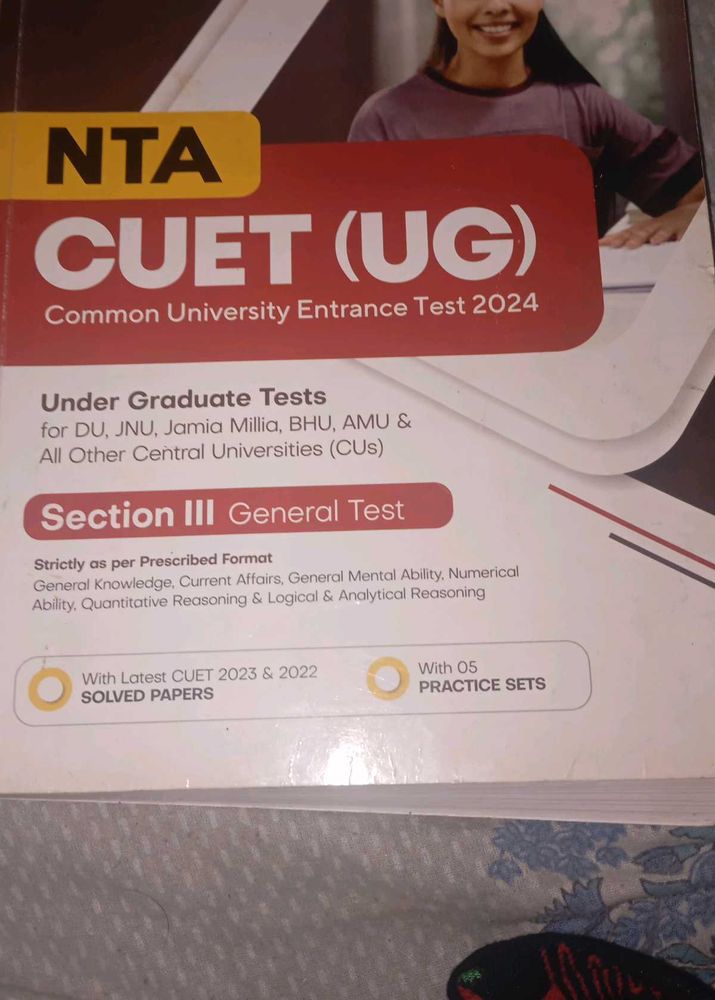 NTA
CUET (UG)
Common University Entrance Test 2024
Under Graduate Tests
for DU, JNU, Jamia Millia, BHU, AMU &
All Other Central Universities (CUs)
Section III General Test
Strictly as per Prescribed Format
General Knowledge, Current Affairs, General Mental Ability, Numerical
Ability, Quantitative Reasoning & Logical & Analytical Reasoning
With Latest CUET 2023 & 2022
SOLVED PAPERS
With 05
PRACTICE SETS